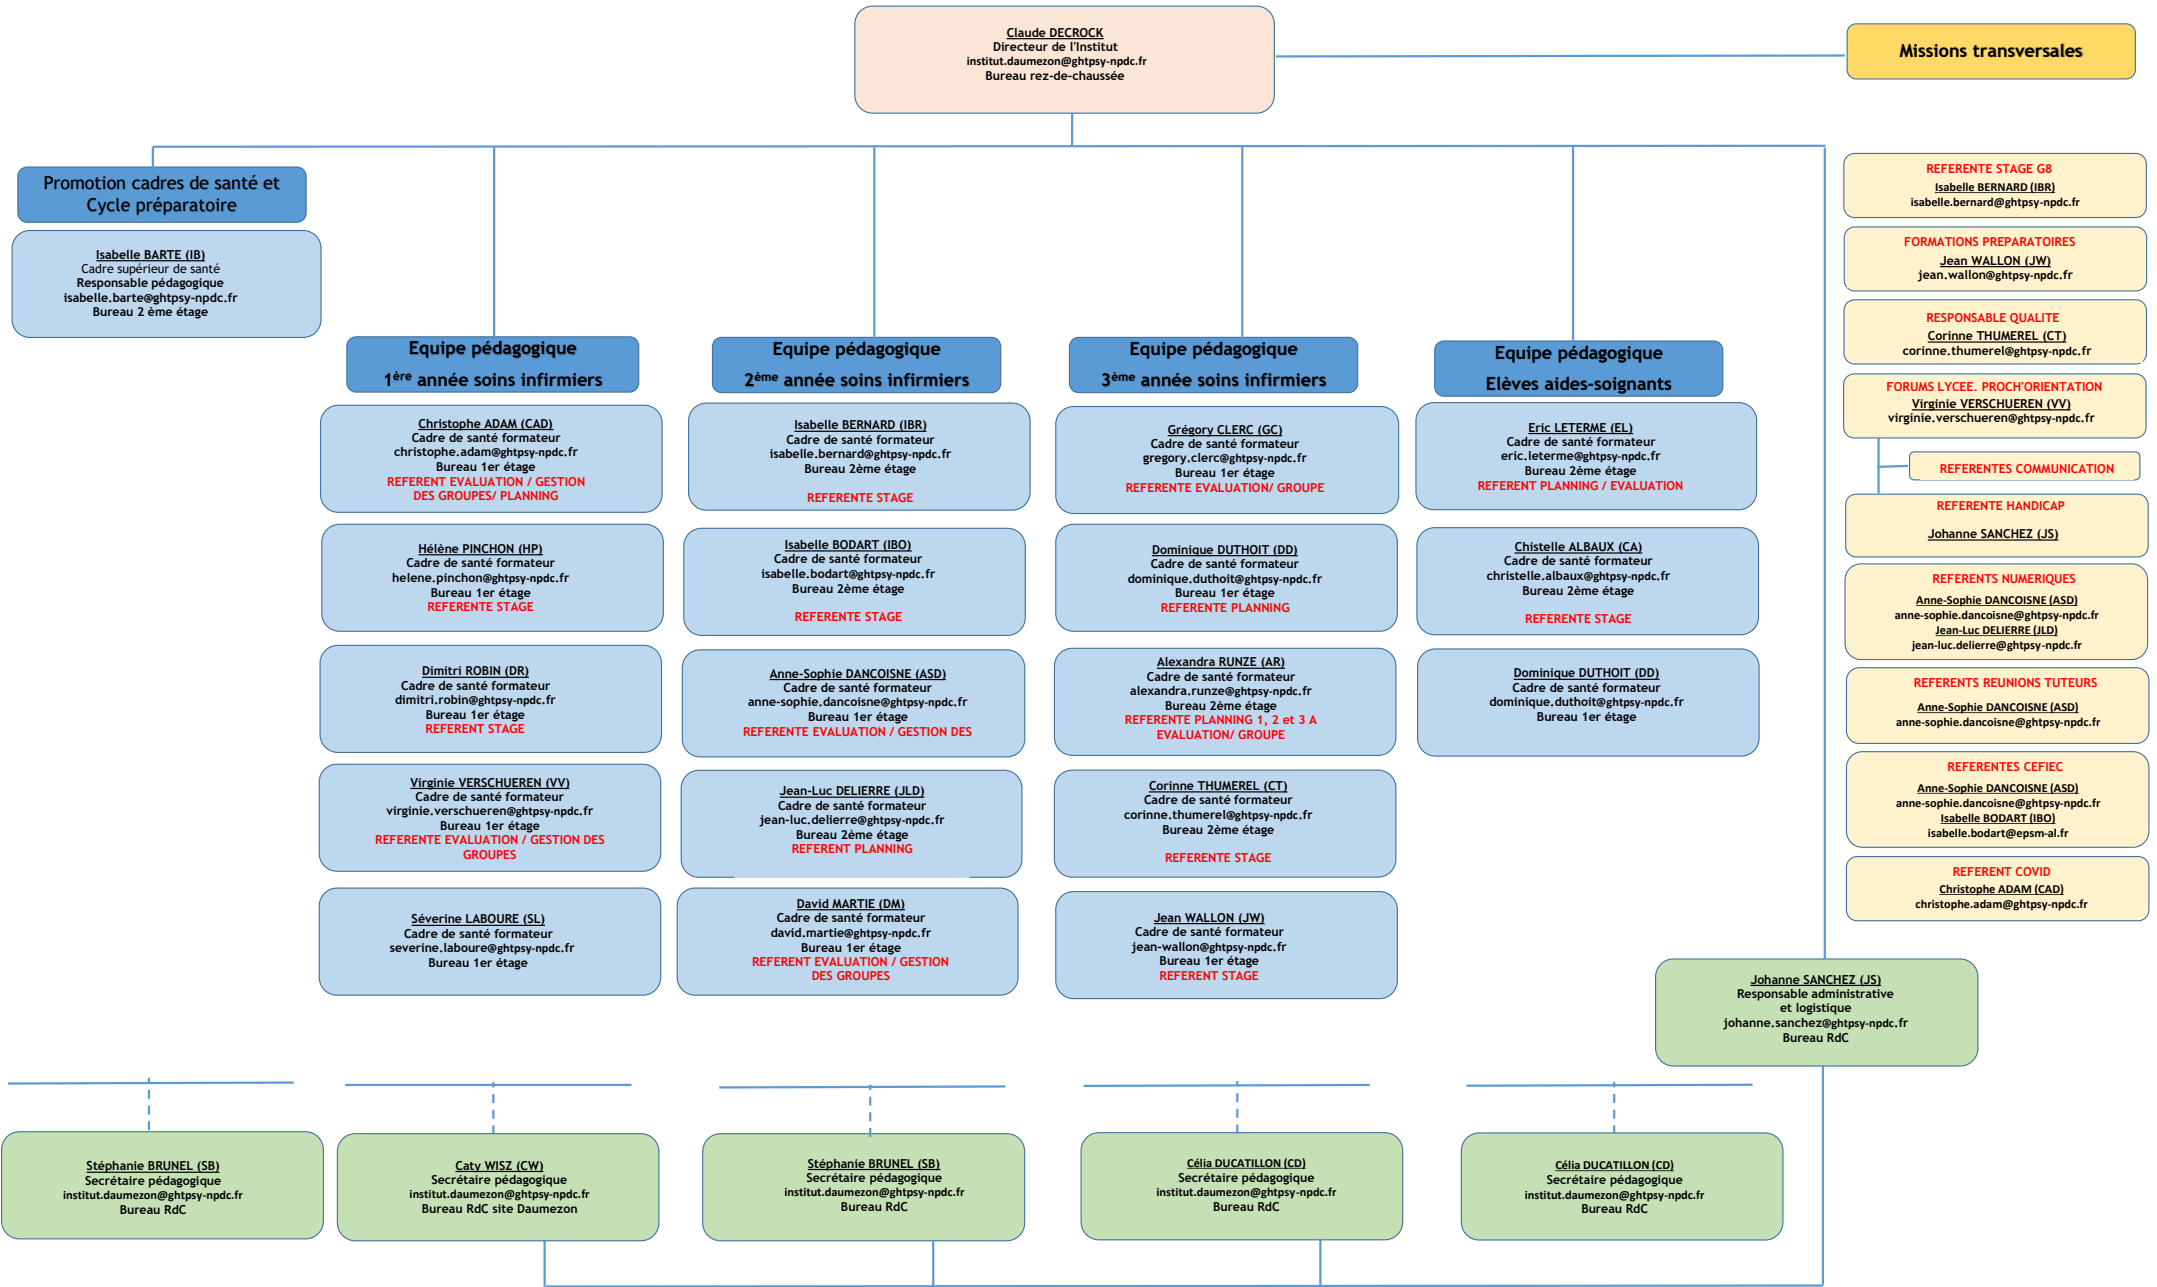 Claude DECROCK
Directeur de l'Institut
institut.daumezon@ghtpsy-npdc.fr
Bureau rez-de-chaussée
Missions transversales
Promotion cadres de santé et
Cycle préparatoire
Isabelle BARTE (IB)
Cadre supérieur de santé
Responsable pédagogique
isabelle.barte@ghtpsy-npdc.fr
Bureau 2 ème étage
Equipe pédagogique
1ère année soins infirmiers
Christophe ADAM (CAD)
Cadre de santé formateur
christophe.adam@ghtpsy-npdc.fr
Bureau 1er étage
REFERENT EVALUATION / GESTION
DES GROUPES/ PLANNING
Hélène PINCHON (HP)
Cadre de santé formateur
helene.pinchon@ghtpsy-npdc.fr
Bureau 1er étage
REFERENTE STAGE
Dimitri ROBIN (DR)
Cadre de santé formateur
dimitri.robin@ghtpsy-npdc.fr
Bureau 1er étage
REFERENT STAGE
Virginie VERSCHUEREN (VV)
Cadre de santé formateur
virginie.verschueren@ghtpsy-npdc.fr
Bureau 1er étage
REFERENTE EVALUATION / GESTION DES
GROUPES
Séverine LABOURE (SL)
Cadre de santé formateur
severine.laboure@ghtpsy-npdc.fr
Bureau 1er étage
Equipe pédagogique
2ème année soins infirmiers
Isabelle BERNARD (IBR)
Cadre de santé formateur
isabelle.bernard@ghtpsy-npdc.fr
Bureau 2ème étage
REFERENTE STAGE
Isabelle BODART (IBO)
Cadre de santé formateur
isabelle.bodart@ghtpsy-npdc.fr
Bureau 2ème étage
REFERENTE STAGE
Anne-Sophie DANCOISNE (ASD)
Cadre de santé formateur
anne-sophie.dancoisne@ghtpsy-npdc.fr
Bureau 1er étage
REFERENTE EVALUATION / GESTION DES
Jean-Luc DELIERRE (JLD)
Cadre de santé formateur
jean-luc.delierre@ghtpsy-npdc.fr
Bureau 2ème étage
REFERENT PLANNING
David MARTIE (DM)
Cadre de santé formateur
david.martie@ghtpsy-npdc.fr
Bureau 1er étage
REFERENT EVALUATION / GESTION
DES GROUPES
Equipe pédagogique
3ème année soins infirmiers
Grégory CLERC (GC)
Cadre de santé formateur
gregory.clerc@ghtpsy-npdc.fr
Bureau 1er étage
REFERENTE EVALUATION/ GROUPE
Dominique DUTHOIT (DD)
Cadre de santé formateur
dominique.duthoit@ghtpsy-npdc.fr
Bureau 1er étage
REFERENTE PLANNING
Alexandra RUNZE (AR)
Cadre de santé formateur
alexandra.runze@ghtpsy-npdc.fr
Bureau 2ème étage
REFERENTE PLANNING 1, 2 et 3 A
EVALUATION/ GROUPE
Corinne THUMEREL (CT)
Cadre de santé formateur
corinne.thumerel@ghtpsy-npdc.fr
Bureau 2ème étage
REFERENTE STAGE
Jean WALLON (JW)
Cadre de santé formateur
jean-wallon@ghtpsy-npdc.fr
Bureau 1er étage
REFERENT STAGE
Equipe pédagogique
Elèves aides-soignants
Eric LETERME (EL)
Cadre de santé formateur
eric.leterme@ghtpsy-npdc.fr
Bureau 2ème étage
REFERENT PLANNING / EVALUATION
Chistelle ALBAUX (CA)
Cadre de santé formateur
christelle.albaux@ghtpsy-npdc.fr
Bureau 2ème étage
REFERENTE STAGE
Dominique DUTHOIT (DD)
Cadre de santé formateur
dominique.duthoit@ghtpsy-npdc.fr
Bureau 1er étage
REFERENTE STAGE G8
Isabelle BERNARD (IBR)
isabelle.bernard@ghtpsy-npdc.fr
FORMATIONS PREPARATOIRES
Jean WALLON (JW)
jean.wallon@ghtpsy-npdc.fr
RESPONSABLE QUALITE
Corinne THUMEREL (CT)
corinne.thumerel@ghtpsy-npdc.fr
FORUMS LYCEE. PROCH'ORIENTATION
Virginie VERSCHUEREN (VV)
virginie.verschueren@ghtpsy-npdc.fr
REFERENTES COMMUNICATION
REFERENTE HANDICAP
Johanne SANCHEZ (JS)
REFERENTS NUMERIQUES
Anne-Sophie DANCOISNE (ASD)
anne-sophie.dancoisne@ghtpsy-npdc.fr
Jean-Luc DELIERRE (JLD)
jean-luc.delierre@ghtpsy-npdc.fr
REFERENTS REUNIONS TUTEURS
Anne-Sophie DANCOISNE (ASD)
anne-sophie.dancoisne@ghtpsy-npdc.fr
REFERENTES CEFIEC
Anne-Sophie DANCOISNE (ASD)
anne-sophie.dancoisne@ghtpsy-npdc.fr
Isabelle BODART (IBO)
isabelle.bodart@epsm-al.fr
REFERENT COVID
Christophe ADAM (CAD)
christophe.adam@ghtpsy-npdc.fr
Johanne SANCHEZ (JS)
Responsable administrative
et logistique
johanne.sanchez@ghtpsy-npdc.fr
Bureau RdC
Stéphanie BRUNEL (SB)
Secrétaire pédagogique
institut.daumezon@ghtpsy-npdc.fr
Bureau RdC
Caty WISZ (CW)
Secrétaire pédagogique
institut.daumezon@ghtpsy-npdc.fr
Bureau RdC site Daumezon
Stéphanie BRUNEL (SB)
Secrétaire pédagogique
institut.daumezon@ghtpsy-npdc.fr
Bureau RdC
Célia DUCATILLON (CD)
Secrétaire pédagogique
institut.daumezon@ghtpsy-npdc.fr
Bureau RdC
Célia DUCATILLON (CD)
Secrétaire pédagogique
institut.daumezon@ghtpsy-npdc.fr
Bureau RdC